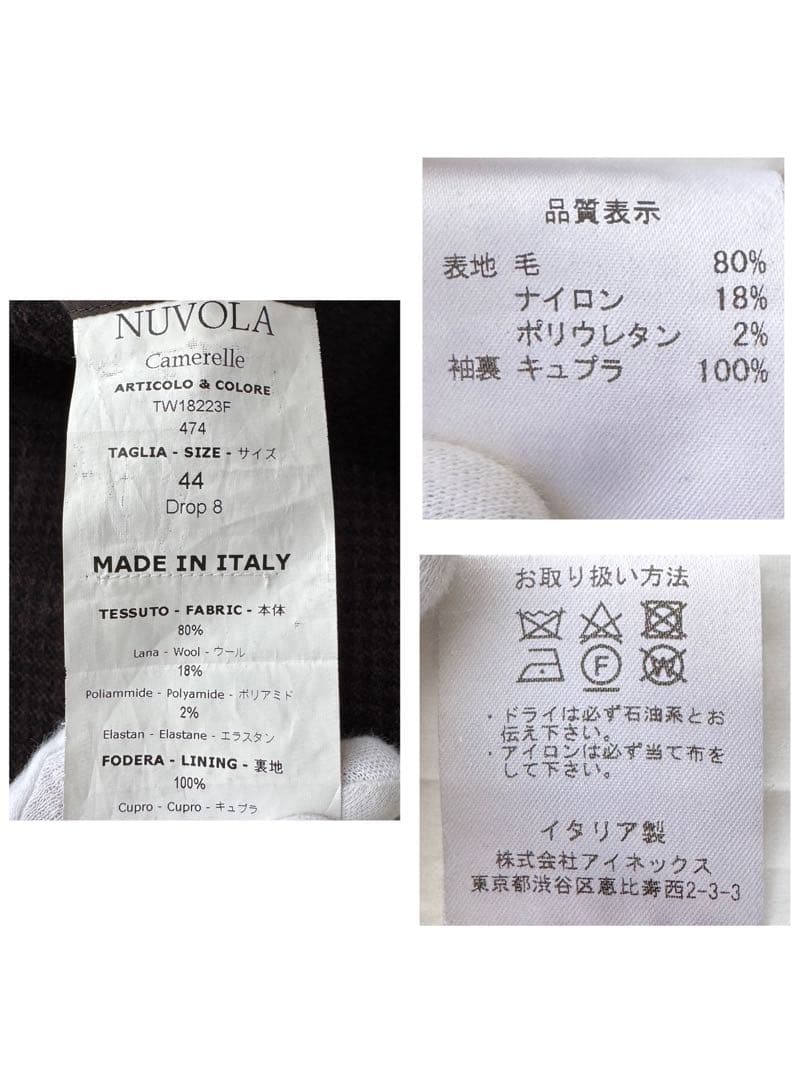 NUVOLA
Camerelle
ARTICOLO & COLORE
TW18223F
474
TAGLIA - SIZE - サイズ
44
Drop 8
MADE IN ITALY
TESSUTO - FABRIC - 本体
80%
Lana - Wool - ウール
18%
Poliammide - Polyamide - ポリアミド
2%
Elastan - Elastane - エラスタン
FODERA - LINING - 裏地
100%
Cupro - Cupro - キュプラ
品質表示
表地 毛 80%
ナイロン 18%
ポリウレタン 2%
袖裏 キュプラ 100%
お取り扱い方法
F W
・ドライは必ず石油系とお
伝え下さい。
・アイロンは必ず当て布を
して下さい。
イタリア製
株式会社アイネックス
東京都渋谷区恵比寿西2-3-3